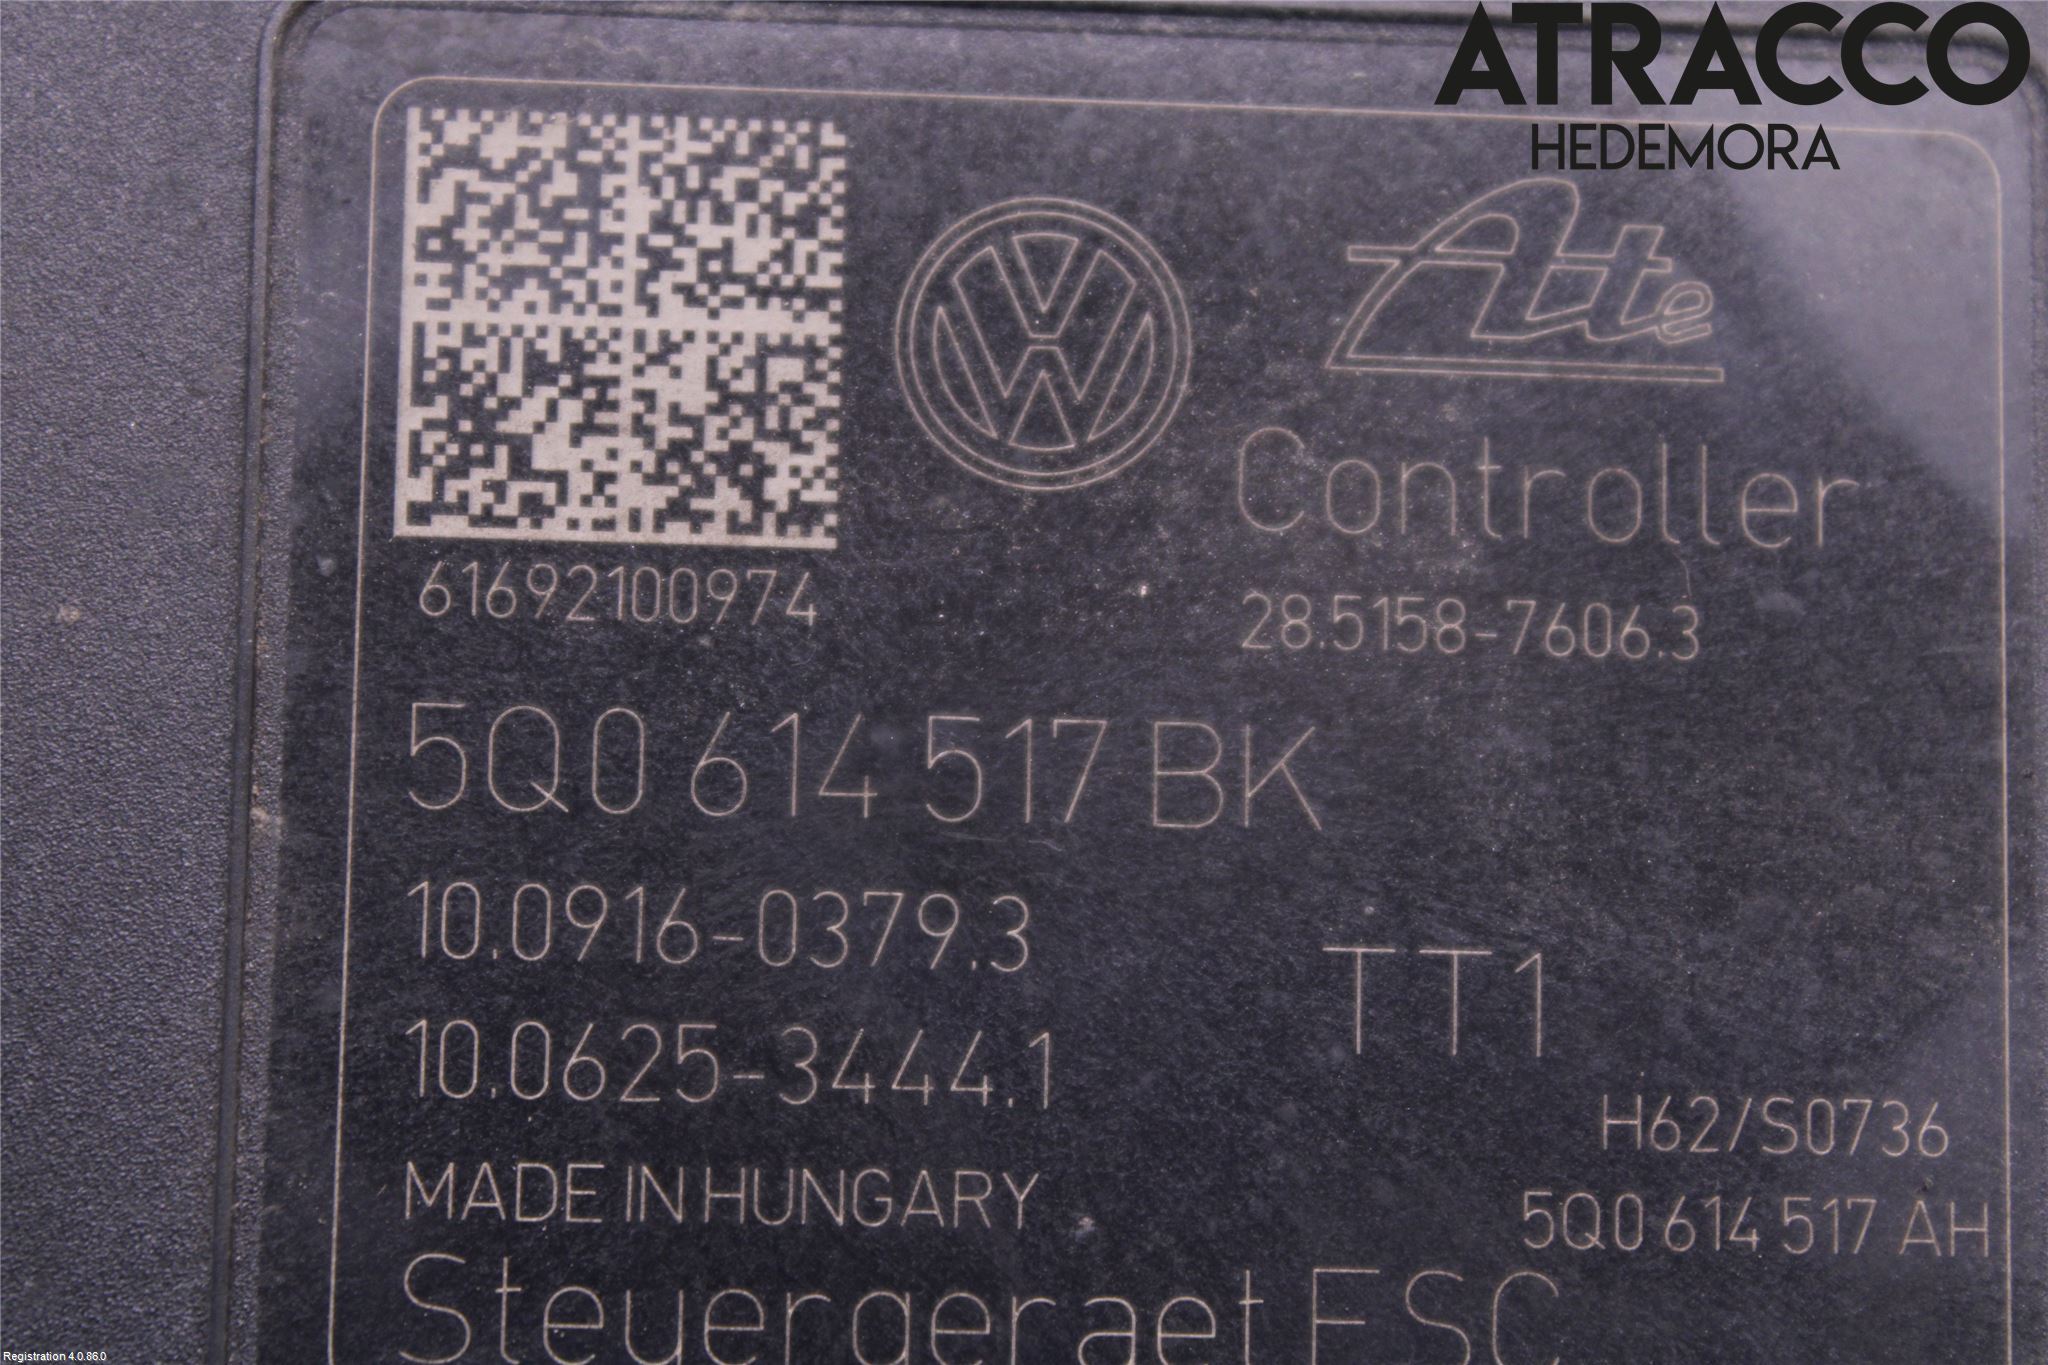 ATRACCO
HEDEMORA
Ate
Controller
61692100974
28.5158-7606.3
5Q0 614 517 BK
10.0916-0379.3
TT1
10.0625-3444.1
H62/S0736
MADE IN HUNGARY
5Q0 614 517 AH
Steuergeraet ESC
Registration 4.0.86.0